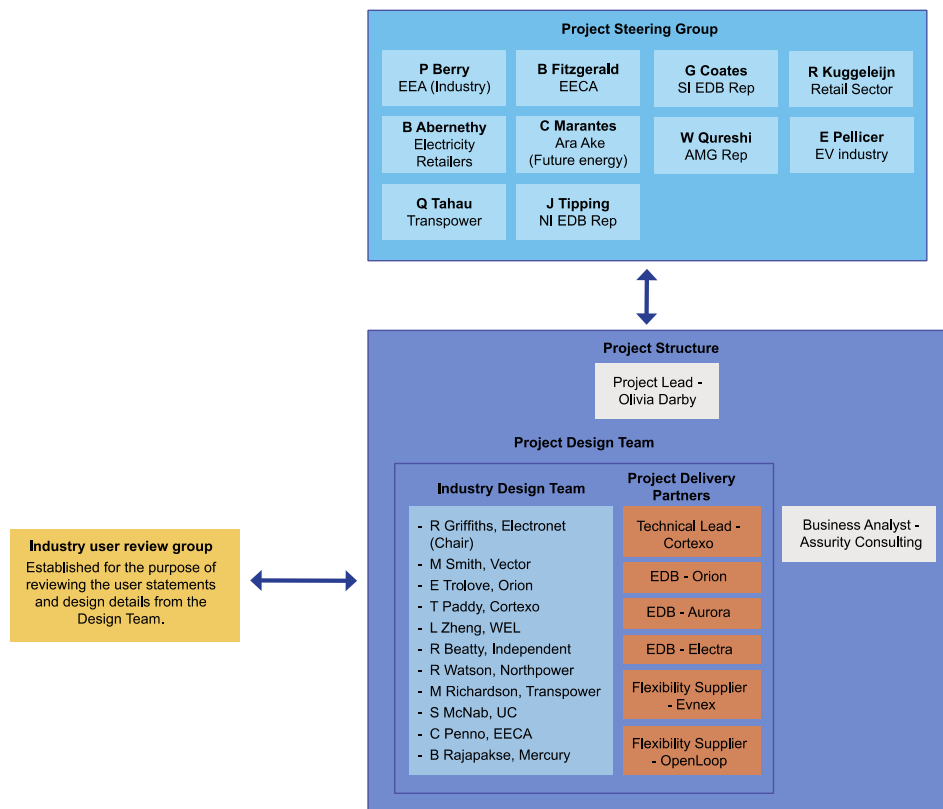 Project Steering Group
P Berry
EEA (Industry)
B Fitzgerald
EECA
G Coates
SI EDB Rep
R Kuggeleijn
Retail Sector
B Abernethy
Electricity
Retailers
C Marantes
Ara Ake
(Future energy)
W Qureshi
AMG Rep
E Pellicer
EV industry
Q Tahau
Transpower
J Tipping
NI EDB Rep
Project Structure
Project Lead -
Olivia Darby
Project Design Team
Industry Design Team
- R Griffiths, Electronet
(Chair)
- M Smith, Vector
- E Trolove, Orion
- T Paddy, Cortexo
- L Zheng, WEL
- R Beatty, Independent
- R Watson, Northpower
- M Richardson, Transpower
- S McNab, UC
- C Penno, EECA
- B Rajapakse, Mercury
Project Delivery
Partners
Technical Lead -
Cortexo
EDB - Orion
EDB - Aurora
EDB - Electra
Flexibility Supplier
- Evnex
Flexibility Supplier
- OpenLoop
Business Analyst -
Assurity Consulting
Industry user review group
Established for the purpose of
reviewing the user statements
and design details from the
Design Team.